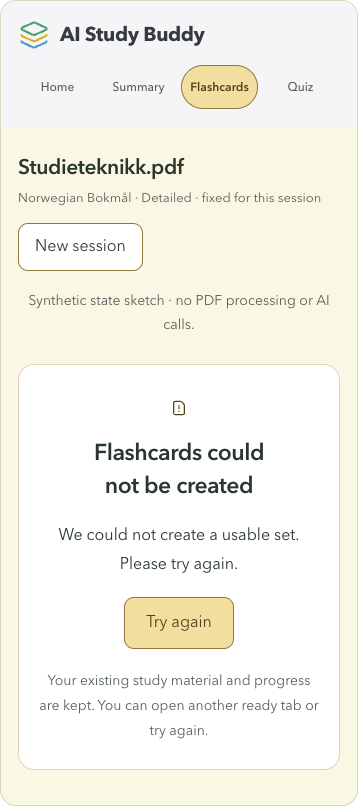 AI Study Buddy
Home
Summary
Flashcards
Quiz
Studieteknikk.pdf
Norwegian Bokmål · Detailed · fixed for this session
New session
Synthetic state sketch · no PDF processing or AI
calls.
Flashcards could
not be created
We could not create a usable set.
Please try again.
Try again
Your existing study material and progress
are kept. You can open another ready tab or
try again.